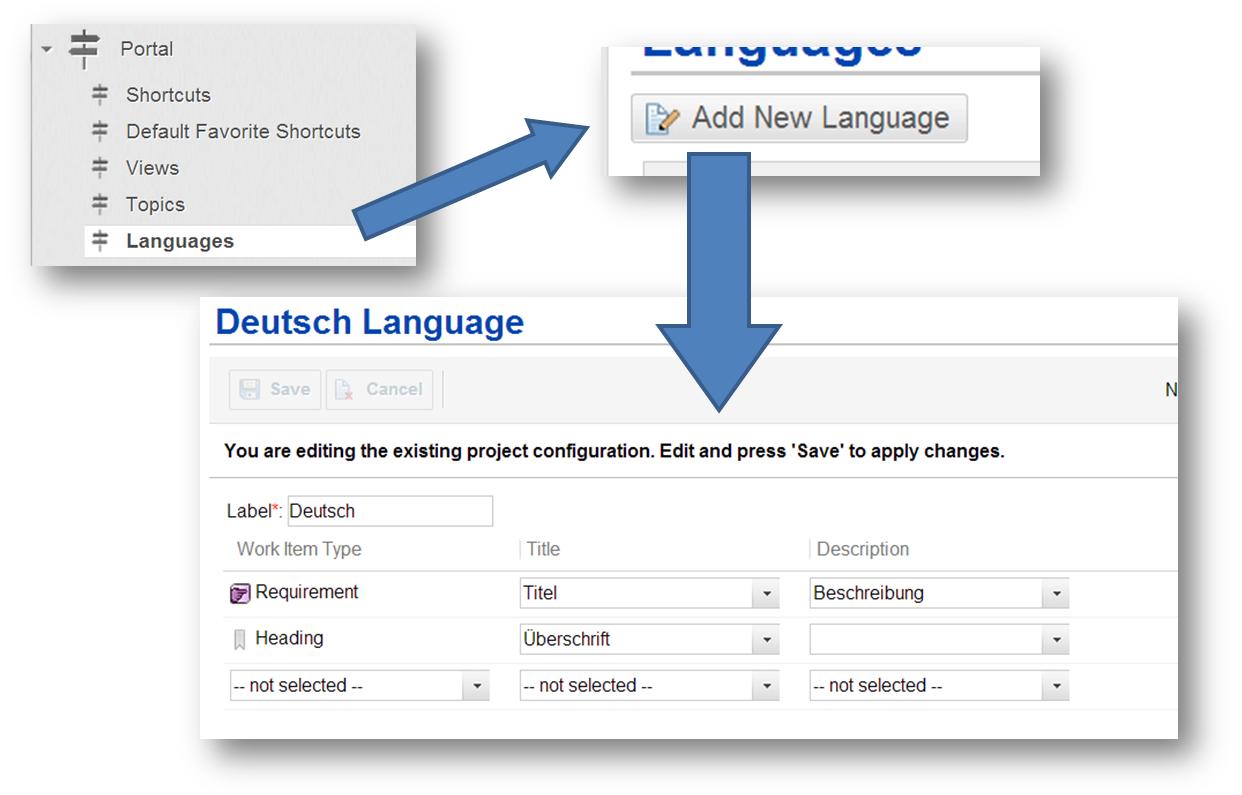 Portal
Shortcuts
Default Favorite Shortcuts
Views
Topics
Languages
Languages
Add New Language
Deutsch Language
Save Cancel N
You are editing the existing project configuration. Edit and press 'Save' to apply changes.
Label*: Deutsch
Work Item Type Title Description
Requirement Titel Beschreibung
Heading Überschrift
-- not selected -- -- not selected -- -- not selected --